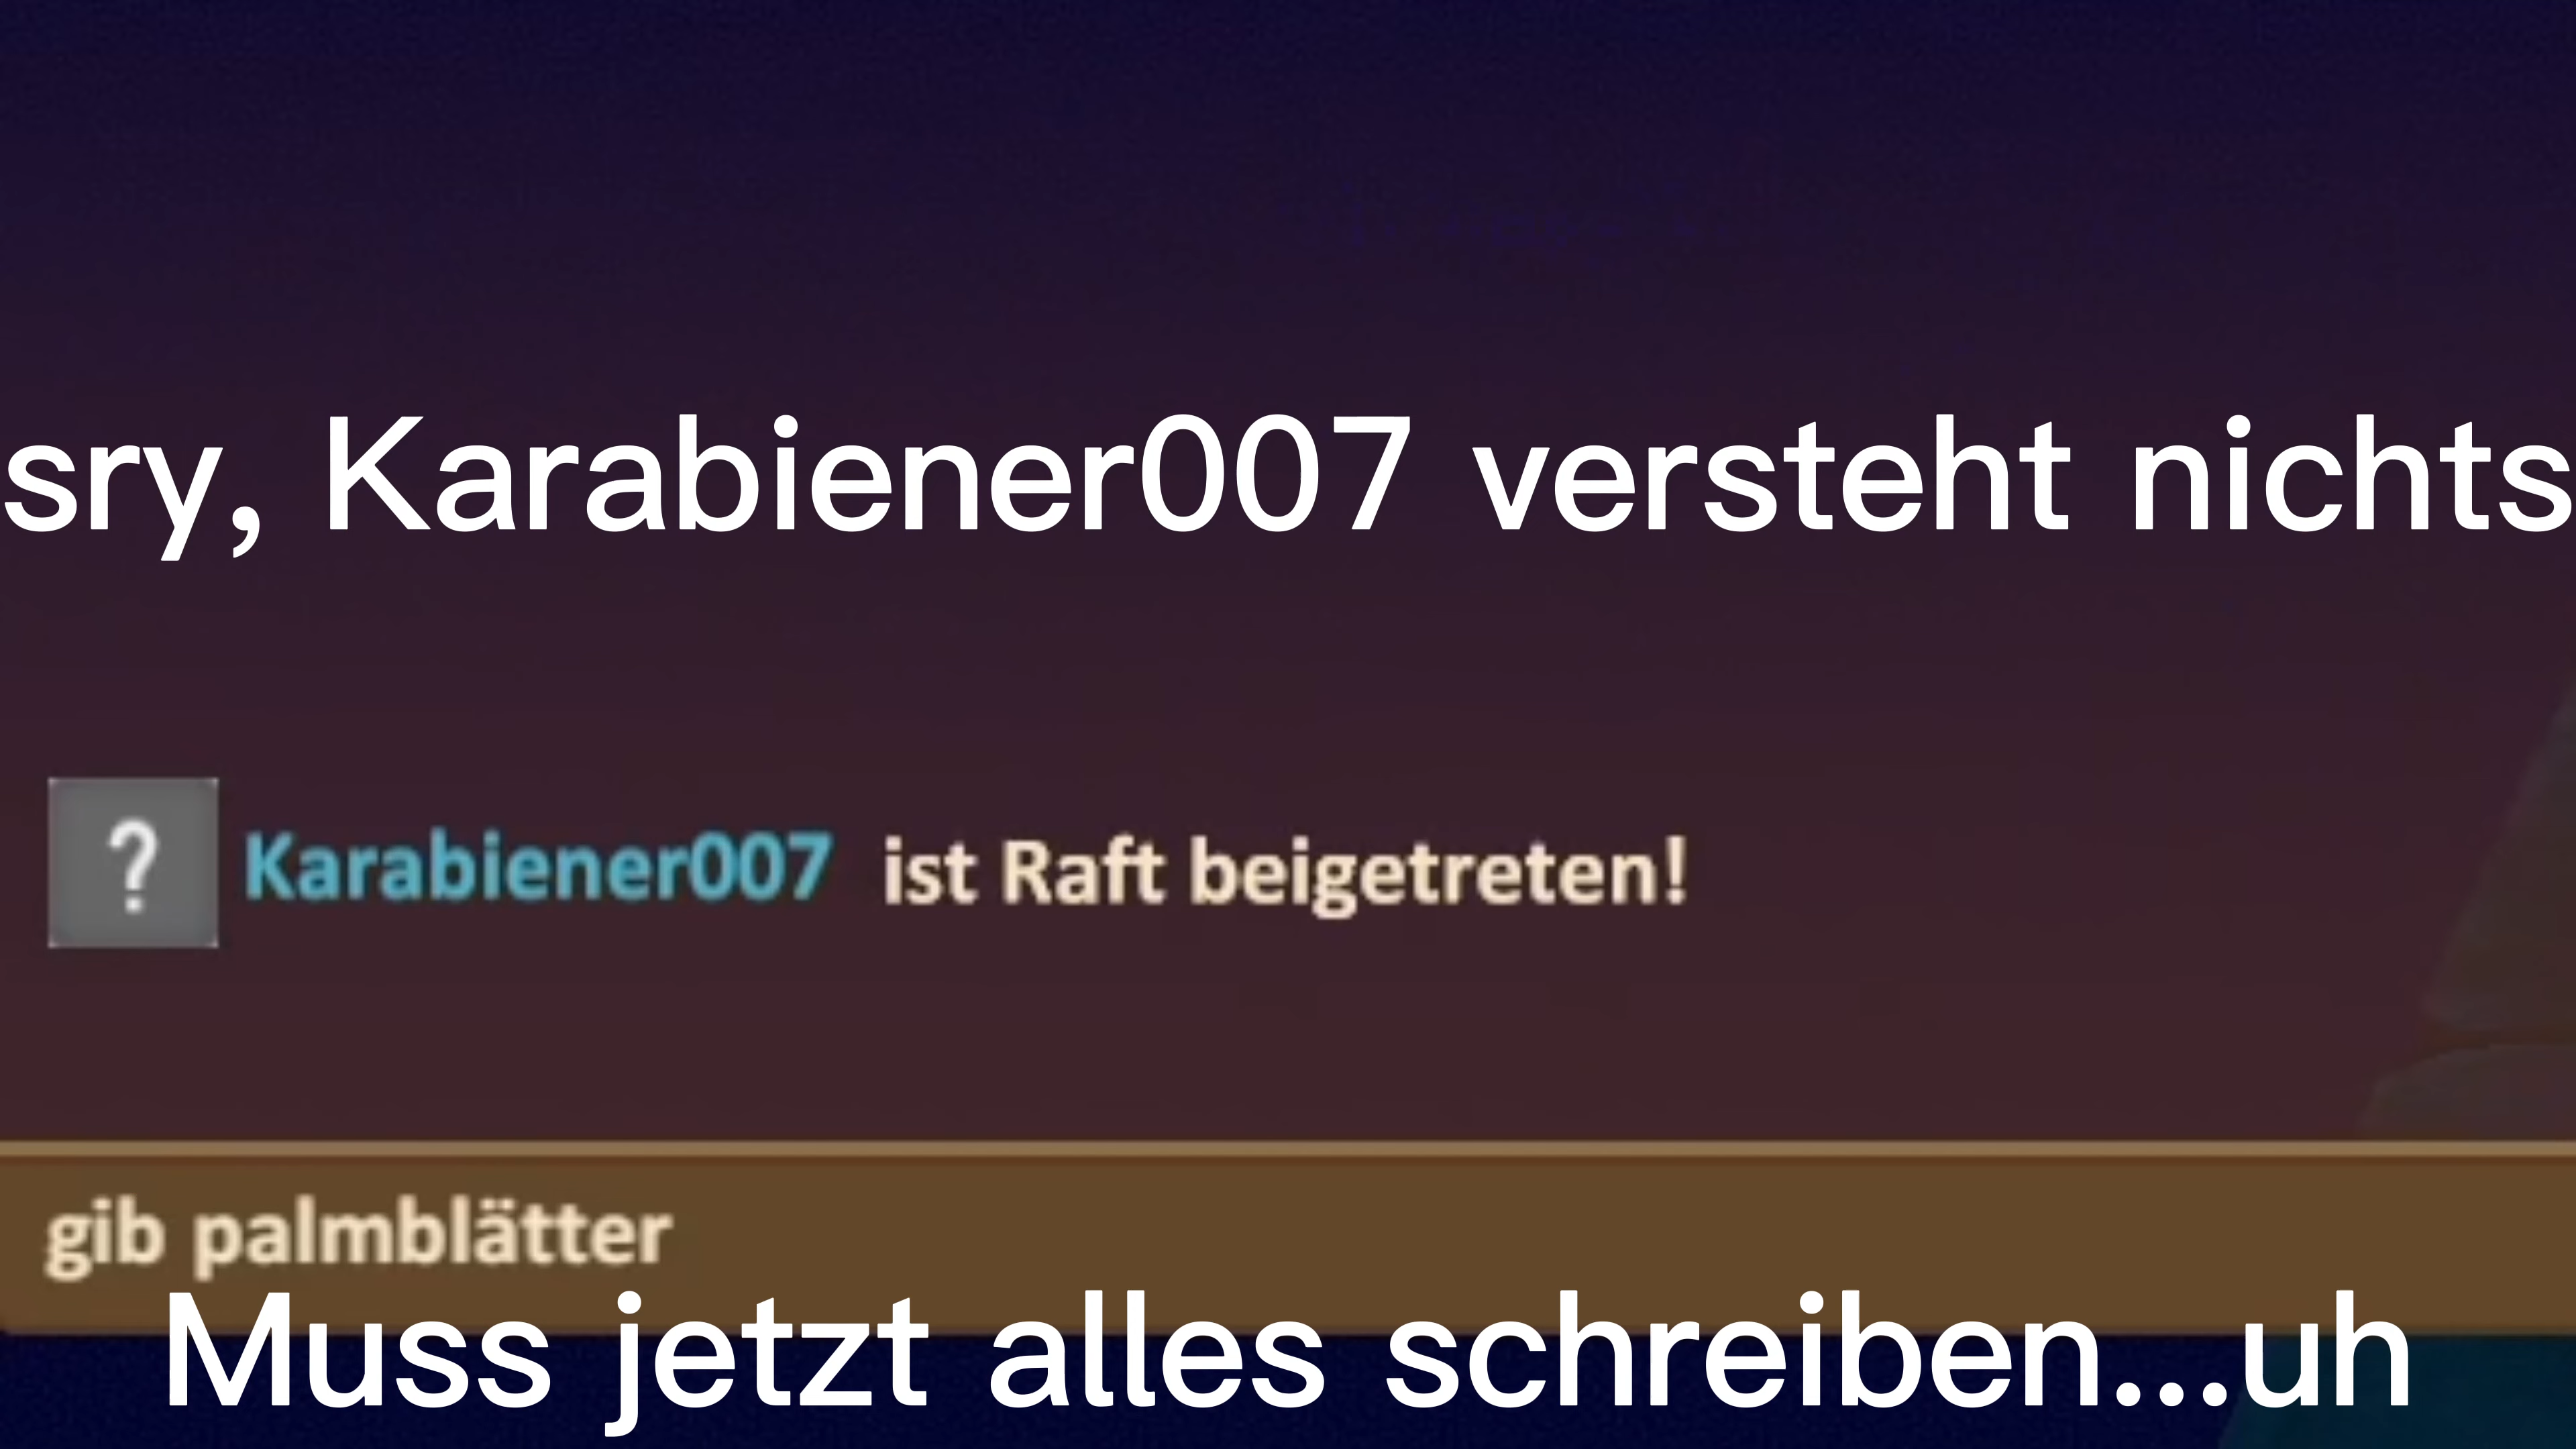 sry, Karabiener007 versteht nichts
? Karabiener007 ist Raft beigetreten!
gib palmblätter
Muss jetzt alles schreiben...uh